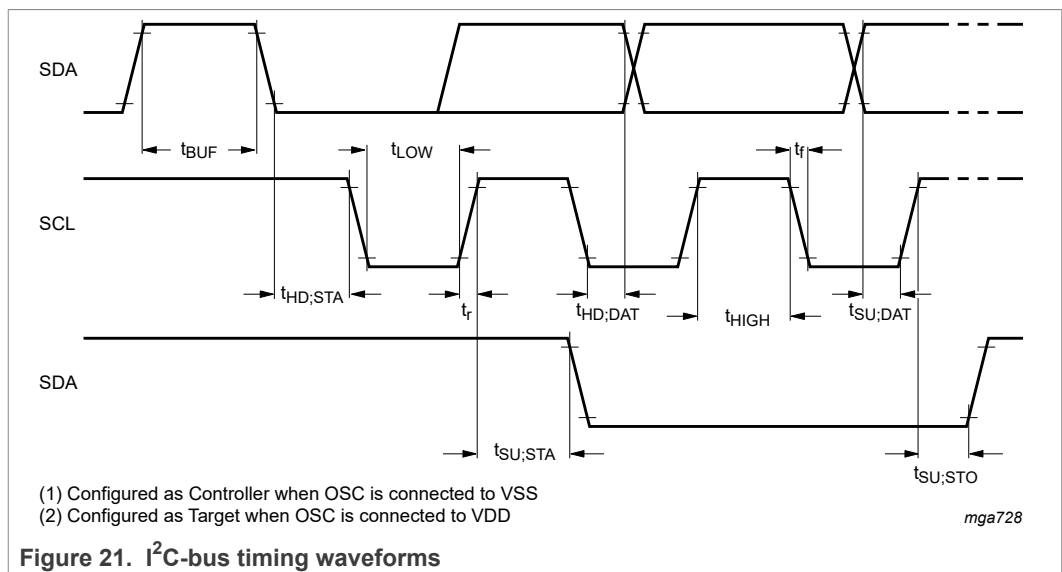 SDA
tBUF
tLOW
tf
SCL
tHD;STA
tr
tHD;DAT
tHIGH
tSU;DAT
SDA
tSU;STA
tSU;STO
(1) Configured as Controller when OSC is connected to VSS
(2) Configured as Target when OSC is connected to VDD
mga728
Figure 21. I²C-bus timing waveforms